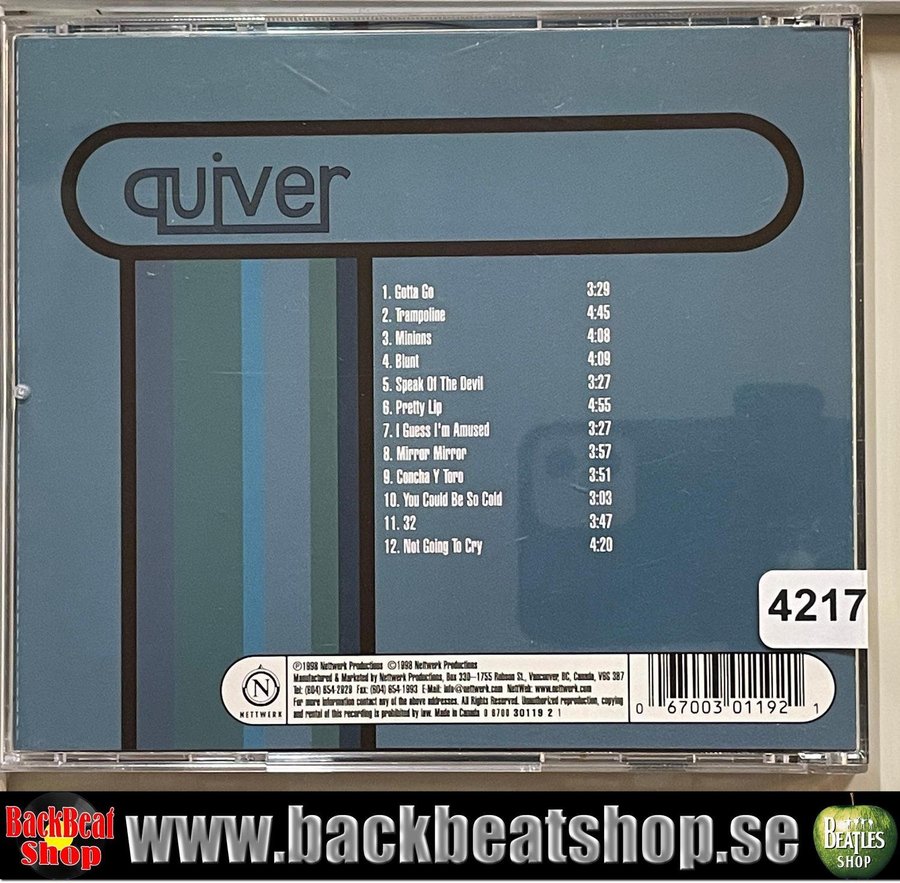 quiver
1. Gotta Go 3:29
2. Trampoline 4:45
3. Minions 4:08
4. Blunt 4:09
5. Speak Of The Devil 3:27
6. Pretty Lip 4:55
7. I Guess I'm Amused 3:27
8. Mirror Mirror 3:57
9. Concha Y Toro 3:51
10. You Could Be So Cold 3:03
11. 32 3:47
12. Not Going To Cry 4:20
4217
N
NETTWERK
℗1998 Nettwerk Productions ©1998 Nettwerk Productions
Manufactured & Marketed by Nettwerk Productions, Box 330-1755 Robson St., Vancouver, BC, Canada, V6G 3B7
Tel: (604) 654-2929 Fax: (604) 654-1993 E-Mail: info@nettwerk.com NettWeb: www.nettwerk.com
For more information contact any of the above addresses. All Rights Reserved. Unauthorized reproduction, copying
and rental of this recording is prohibited by law. Made in Canada 0 6700 30119 2 1
0 67003 01192 1
BackBeat
Shop
www.backbeatshop.se
THE
BEATLES
SHOP